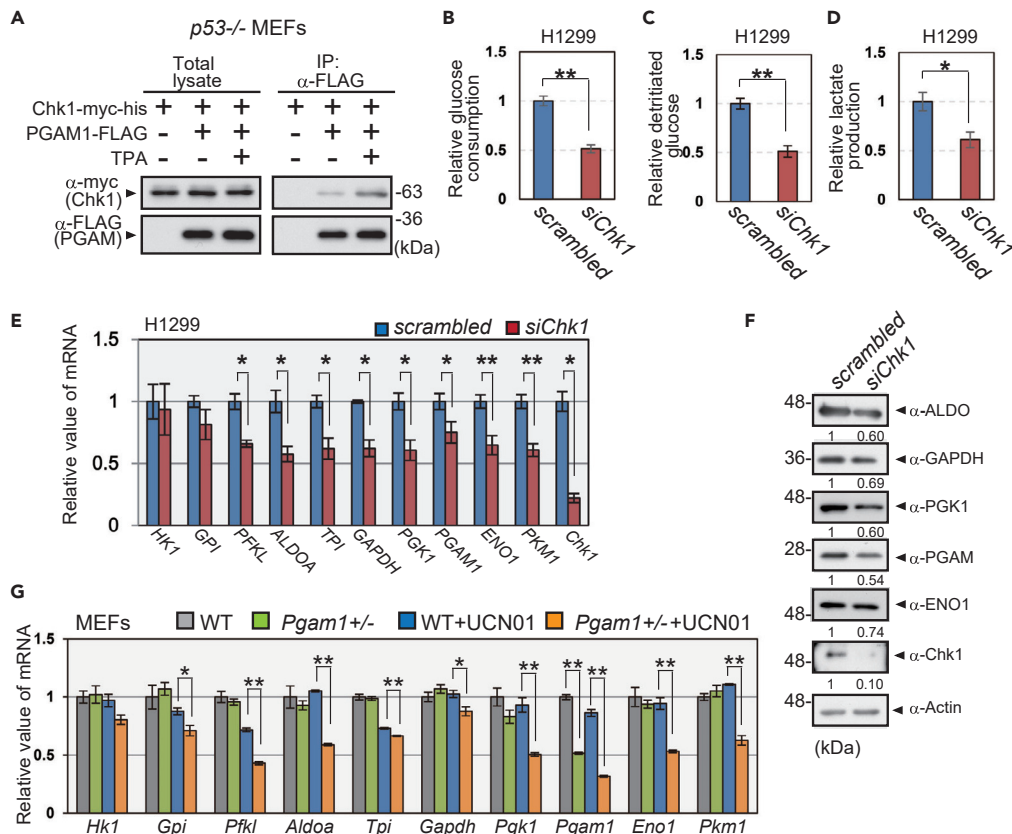 A
p53-/- MEFs
Total lysate
IP: α-FLAG
Chk1-myc-his + + + + + +
PGAM1-FLAG - + + - + +
TPA - - + - - +
α-myc (Chk1)
-63
-36
α-FLAG (PGAM)
(kDa)
B
H1299
Relative glucose consumption
1.5
1
0.5
0
**
scrambled
siChk1
C
H1299
Relative detritiated glucose
1.5
1
0.5
0
**
scrambled
siChk1
D
H1299
Relative lactate production
1.5
1
0.5
0
*
scrambled
siChk1
E
H1299
scrambled siChk1
Relative value of mRNA
1.5
1
0.5
0
* * * * * * ** ** *
HK1 GPI PFKL ALDOA TPI GAPDH PGK1 PGAM1 ENO1 PKM1 Chk1
F
scrambled
siChk1
48- α-ALDO
1 0.60
36- α-GAPDH
1 0.69
48- α-PGK1
1 0.60
28- α-PGAM
1 0.54
48- α-ENO1
1 0.74
48- α-Chk1
1 0.10
48- α-Actin
(kDa)
G
MEFs WT Pgam1+/- WT+UCN01 Pgam1+/-+UCN01
Relative value of mRNA
1.5
1
0.5
0
* ** ** ** * ** ** ** ** **
Hk1 Gpi Pfkl Aldoa Tpi Gapdh Pgk1 Pgam1 Eno1 Pkm1